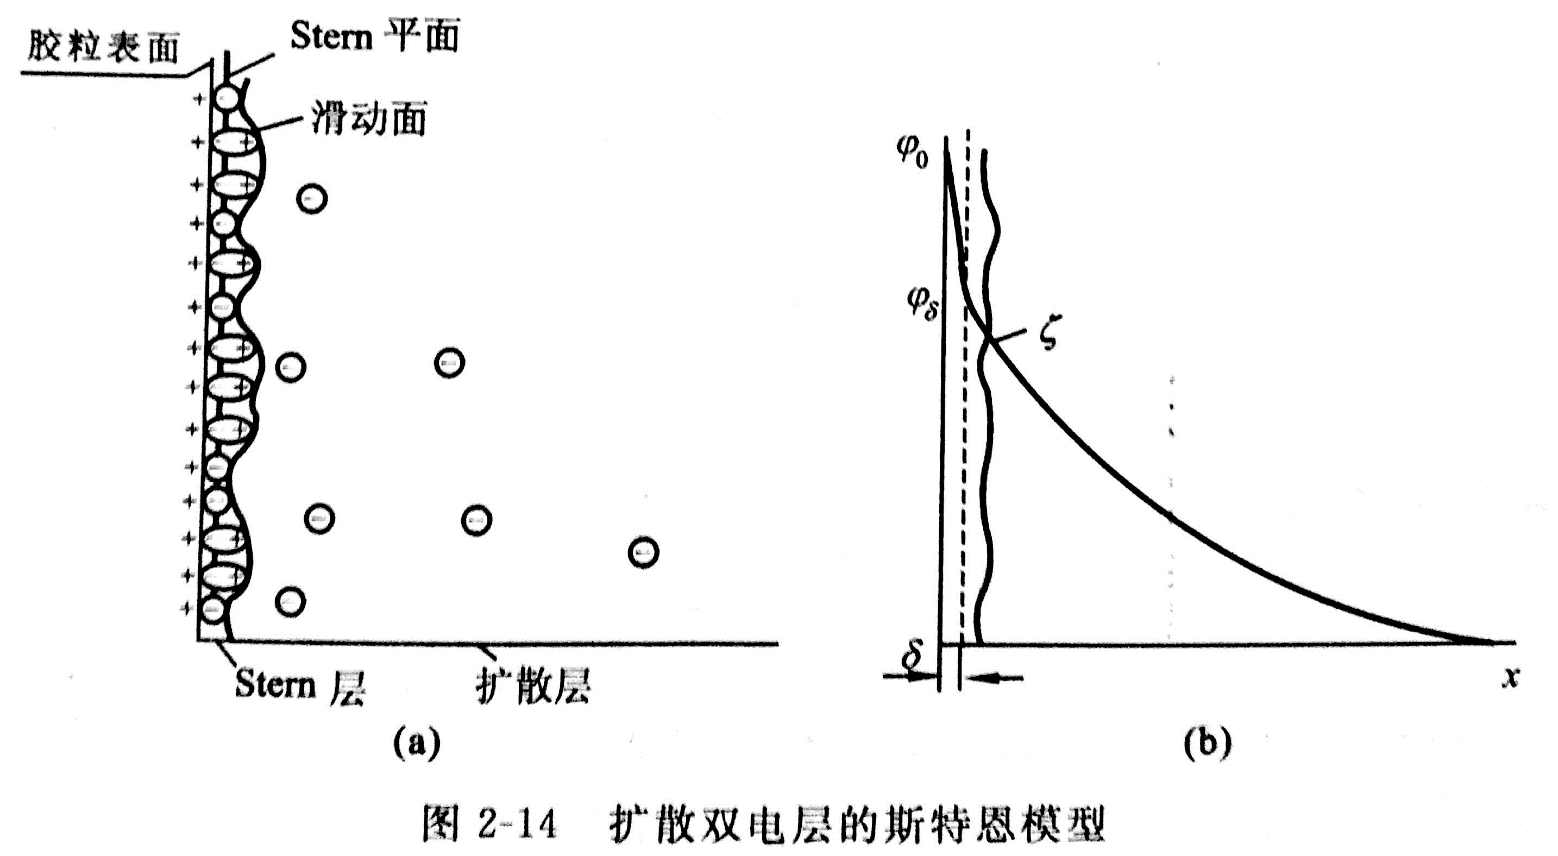 胶粒表面
Stern 平面
滑动面
Stern 层
扩散层
(a)
φ0
φδ
ζ
δ
x
(b)
图 2-14 扩散双电层的斯特恩模型